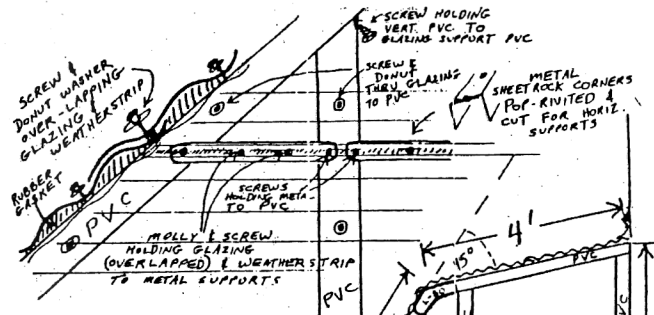 SCREW HOLDING
VERT. PVC TO
GLAZING SUPPORT PVC
SCREW &
DONUT WASHER
OVER-LAPPING
GLAZING &
WEATHERSTRIP
SCREW &
DONUT
THRU GLAZING
TO PVC
METAL
SHEETROCK CORNERS
POP-RIVITED &
CUT FOR HORIZ.
SUPPORTS
RUBBER
GASKET
PVC
SCREWS
HOLDING META
TO PVC
MOLLY & SCREW
HOLDING GLAZING
(OVERLAPPED) & WEATHERSTRIP
TO METAL SUPPORTS
PVC
4'
45°
PVC